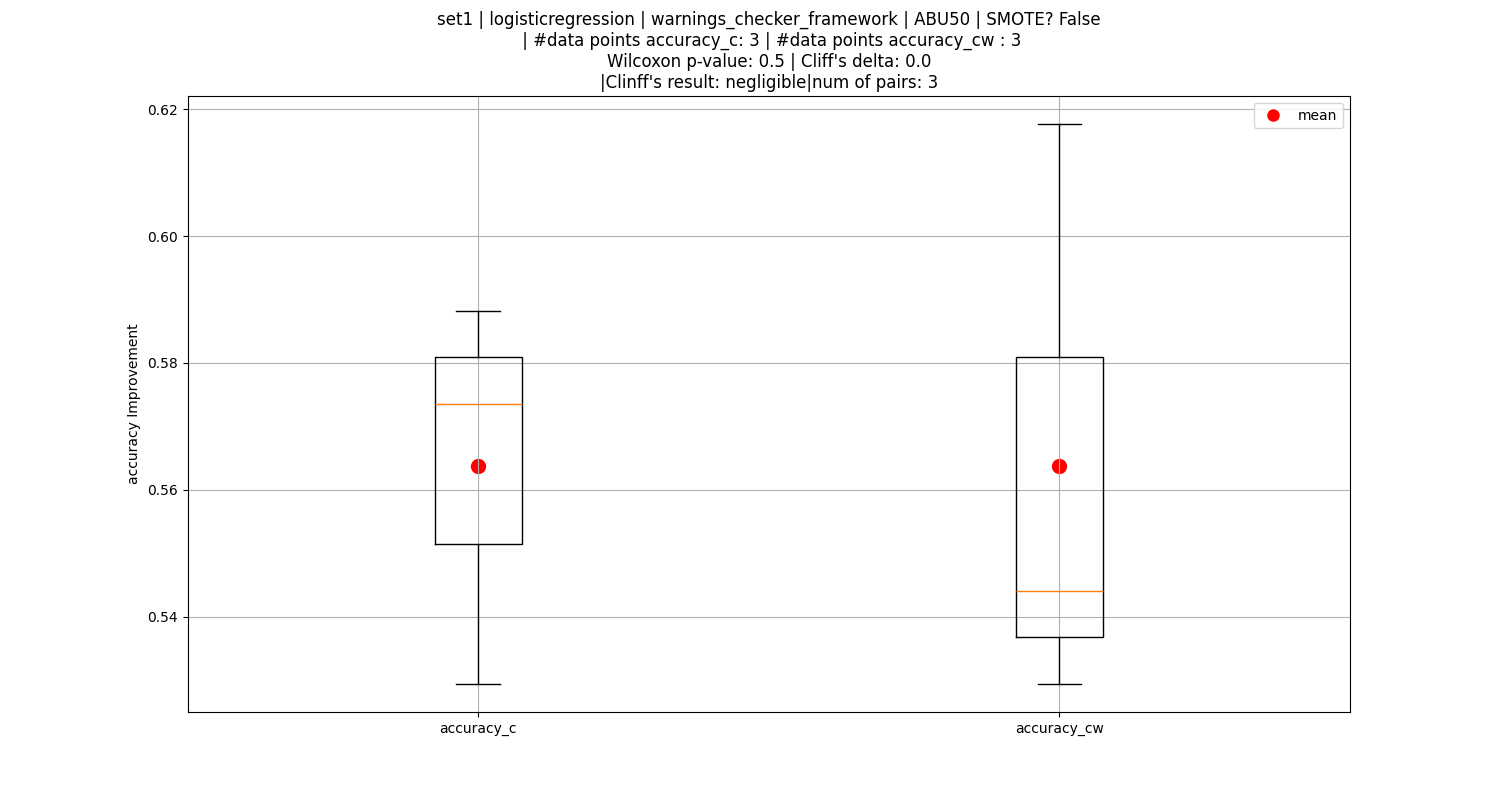 set1 | logisticregression | warnings_checker_framework | ABU50 | SMOTE? False
| #data points accuracy_c: 3 | #data points accuracy_cw : 3
Wilcoxon p-value: 0.5 | Cliff's delta: 0.0
|Clinff's result: negligible|num of pairs: 3
mean
0.62
0.60
0.58
0.56
0.54
accuracy Improvement
accuracy_c
accuracy_cw